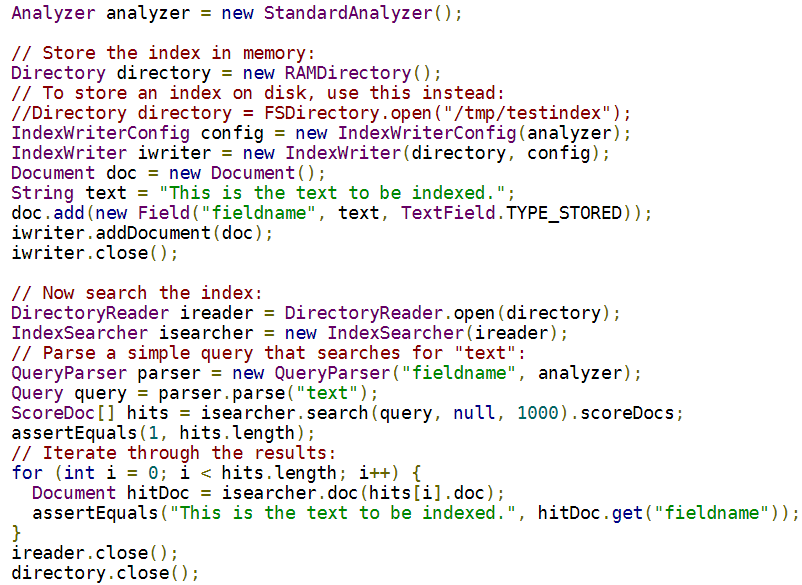 Analyzer analyzer = new StandardAnalyzer();

// Store the index in memory:
Directory directory = new RAMDirectory();
// To store an index on disk, use this instead:
//Directory directory = FSDirectory.open("/tmp/testindex");
IndexWriterConfig config = new IndexWriterConfig(analyzer);
IndexWriter iwriter = new IndexWriter(directory, config);
Document doc = new Document();
String text = "This is the text to be indexed.";
doc.add(new Field("fieldname", text, TextField.TYPE_STORED));
iwriter.addDocument(doc);
iwriter.close();

// Now search the index:
DirectoryReader ireader = DirectoryReader.open(directory);
IndexSearcher isearcher = new IndexSearcher(ireader);
// Parse a simple query that searches for "text":
QueryParser parser = new QueryParser("fieldname", analyzer);
Query query = parser.parse("text");
ScoreDoc[] hits = isearcher.search(query, null, 1000).scoreDocs;
assertEquals(1, hits.length);
// Iterate through the results:
for (int i = 0; i < hits.length; i++) {
  Document hitDoc = isearcher.doc(hits[i].doc);
  assertEquals("This is the text to be indexed.", hitDoc.get("fieldname"));
}
ireader.close();
directory.close();